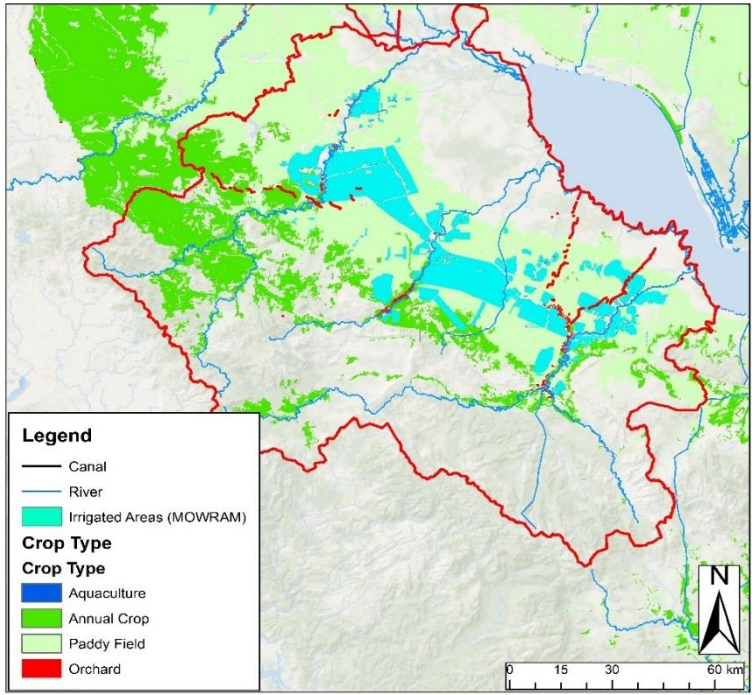 Legend
Canal
River
Irrigated Areas (MOWRAM)
Crop Type
Crop Type
Aquaculture
Annual Crop
Paddy Field
Orchard
N
0 15 30 60 km